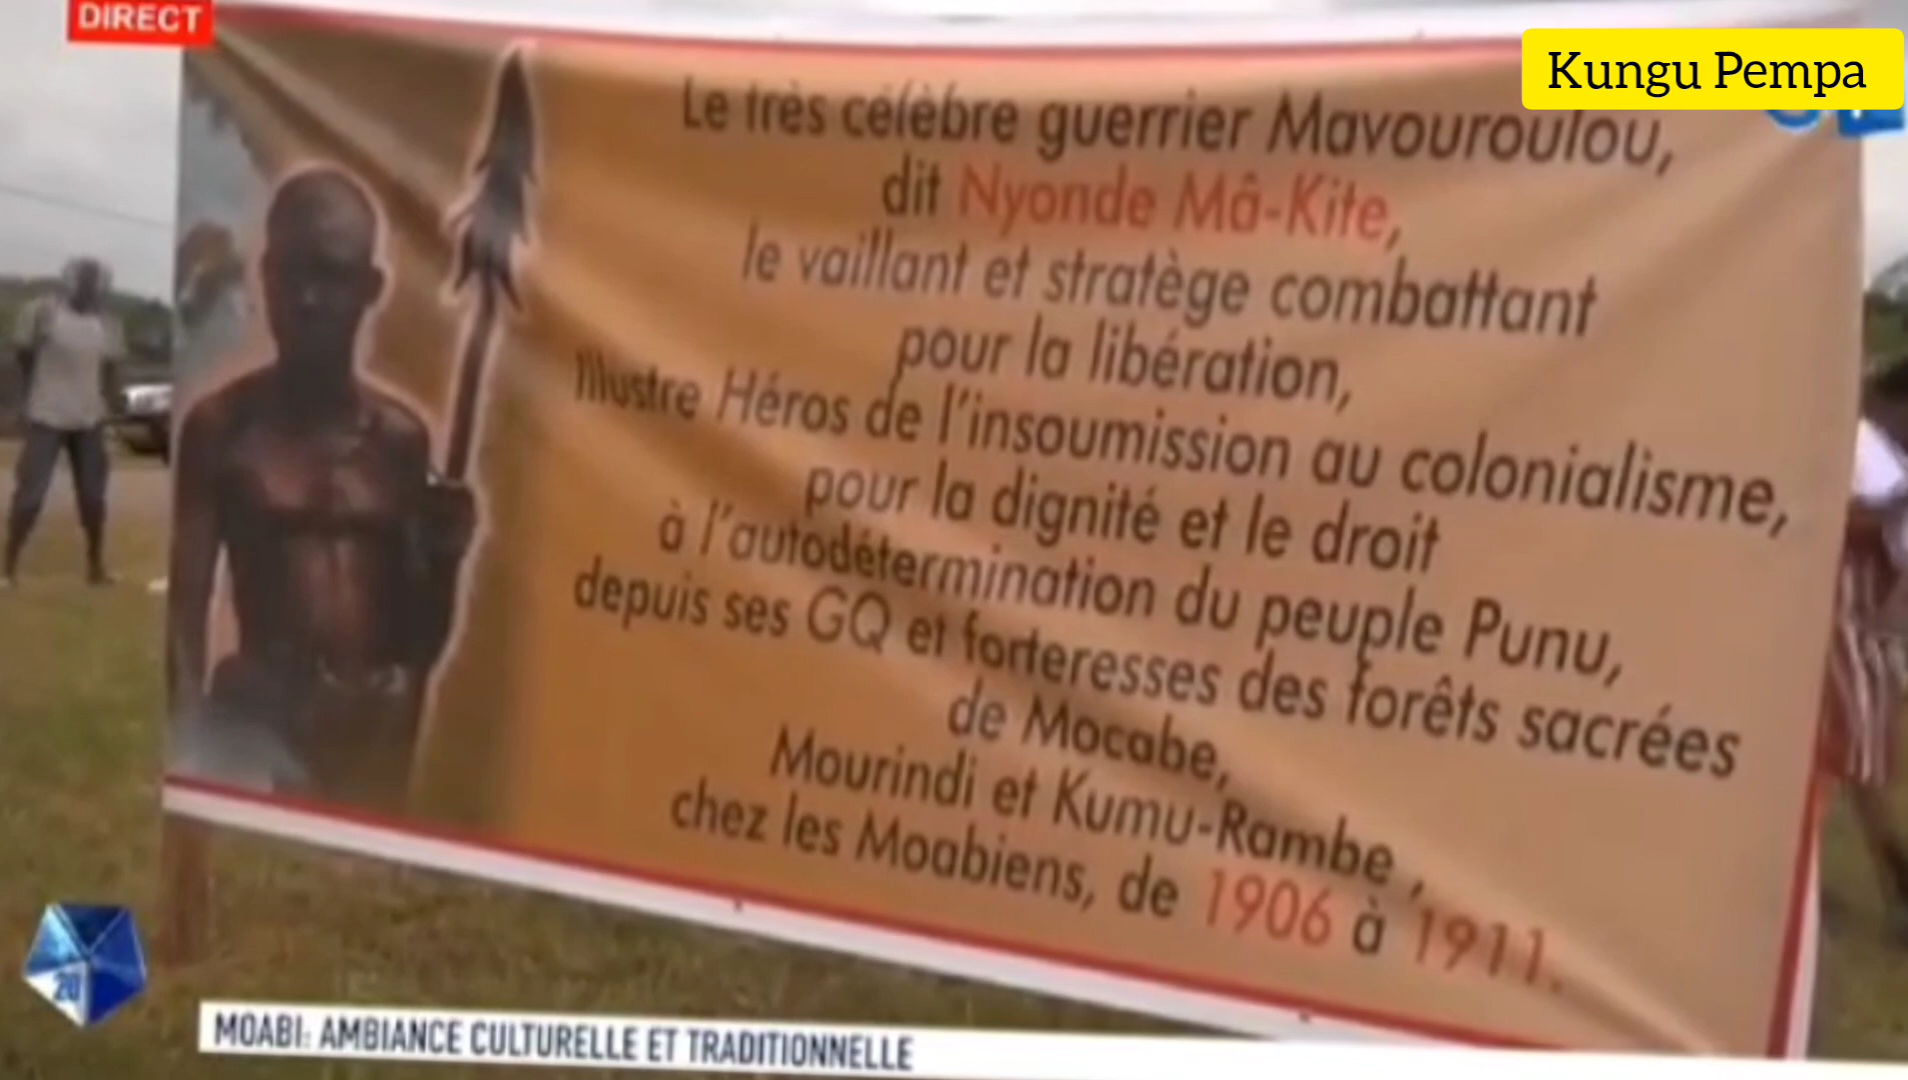 DIRECT
Kungu Pempa
Le très célèbre guerrier Mavouroulou,
dit Nyonde Mâ-Kite,
le vaillant et stratège combattant
pour la libération,
Illustre Héros de l'insoumission au colonialisme,
pour la dignité et le droit
à l'autodétermination du peuple Punu,
depuis ses GQ et forteresses des forêts sacrées
de Mocabe,
Mourindi et Kumu-Rambe,
chez les Moabiens, de 1906 à 1911.
20
MOABI: AMBIANCE CULTURELLE ET TRADITIONNELLE